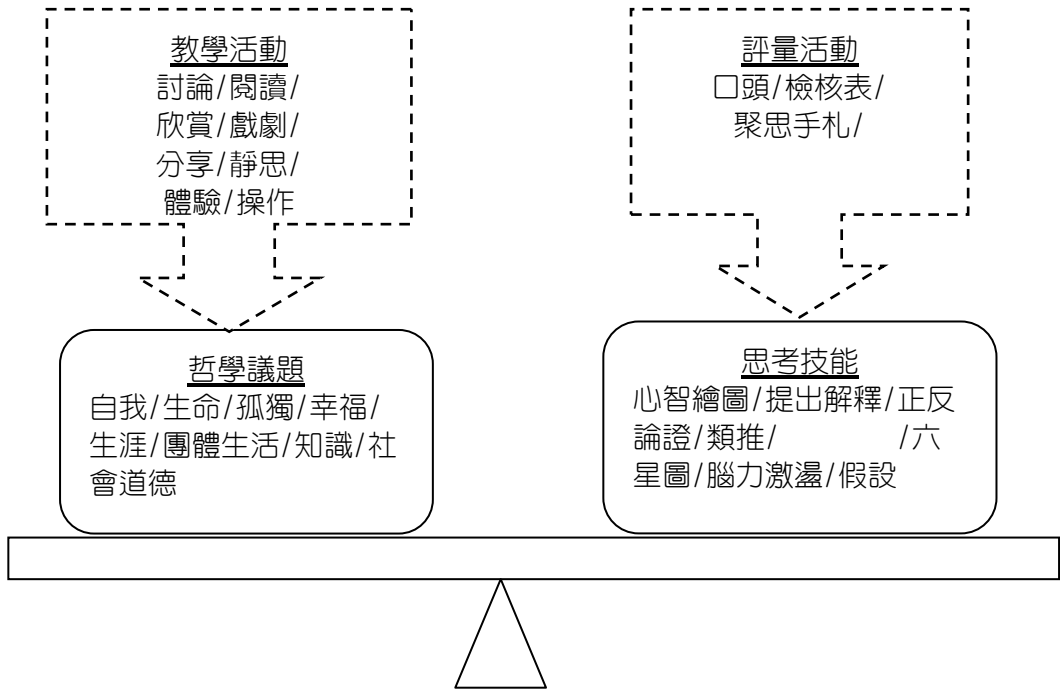 教學活動
討論/閱讀/
欣賞/戲劇/
分享/靜思/
體驗/操作
評量活動
口頭/檢核表/
聚思手札/
哲學議題
自我/生命/孤獨/幸福/
生涯/團體生活/知識/社
會道德
思考技能
心智繪圖/提出解釋/正反
論證/類推/ /六
星圖/腦力激盪/假設